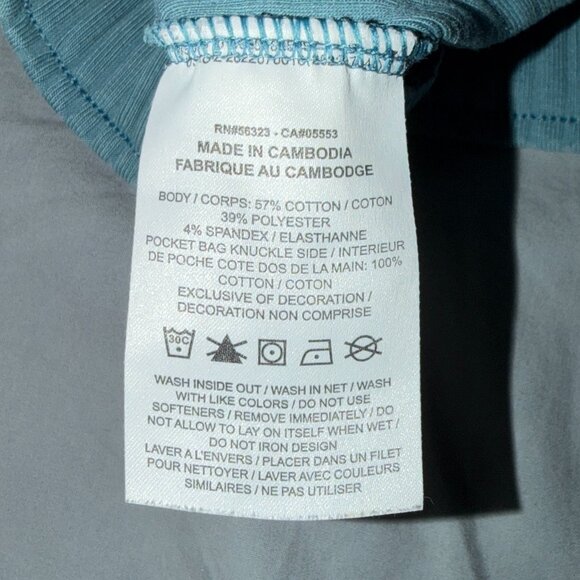 RN#56323 - CA#05553
MADE IN CAMBODIA
FABRIQUE AU CAMBODGE
BODY / CORPS: 57% COTTON / COTON
39% POLYESTER
4% SPANDEX / ELASTHANNE
POCKET BAG KNUCKLE SIDE / INTERIEUR
DE POCHE COTE DOS DE LA MAIN: 100%
COTTON / COTON
EXCLUSIVE OF DECORATION /
DECORATION NON COMPRISE
30C
WASH INSIDE OUT / WASH IN NET / WASH
WITH LIKE COLORS / DO NOT USE
SOFTENERS / REMOVE IMMEDIATELY / DO
NOT ALLOW TO LAY ON ITSELF WHEN WET /
DO NOT IRON DESIGN
LAVER A L'ENVERS / PLACER DANS UN FILET
POUR NETTOYER / LAVER AVEC COULEURS
SIMILAIRES / NE PAS UTILISER